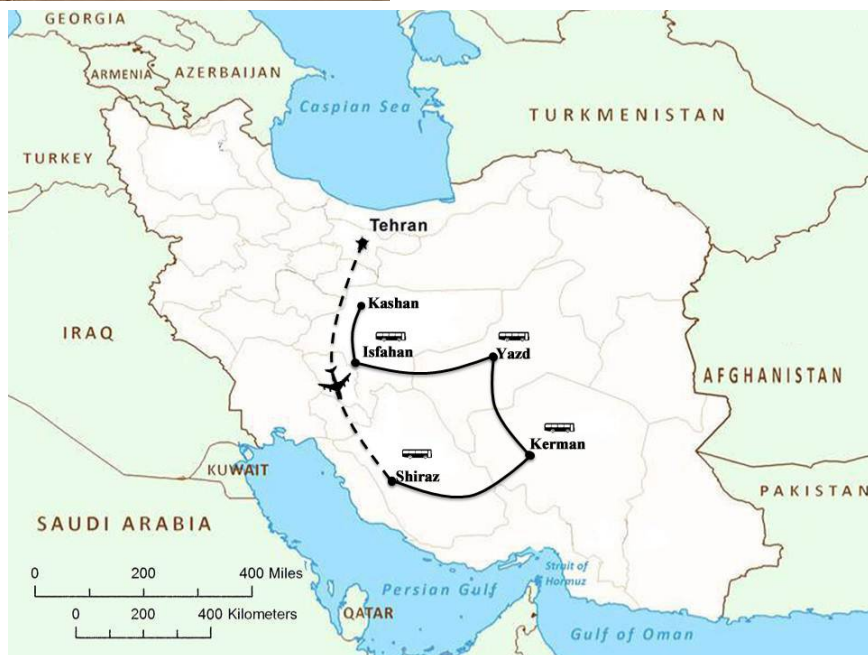 GEORGIA
ARMENIA
AZERBAIJAN
Caspian Sea
TURKMENISTAN
TURKEY
Tehran
Kashan
IRAQ
Isfahan
Yazd
AFGHANISTAN
Kerman
KUWAIT
Shiraz
PAKISTAN
SAUDI ARABIA
Strait of
Hormuz
0 200 400 Miles
Persian Gulf
0 200 400 Kilometers
QATAR
Gulf of Oman